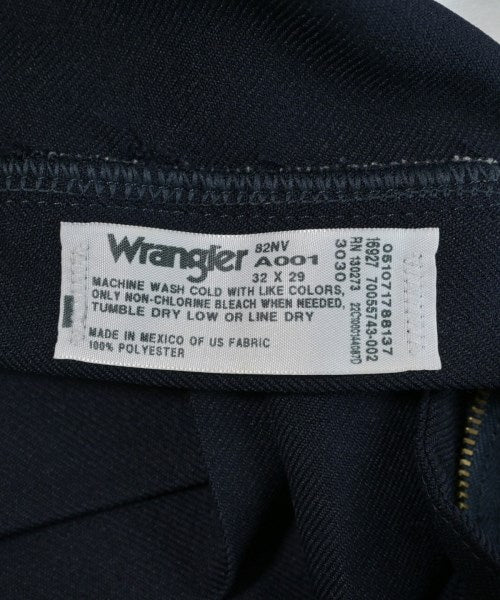 Wrangler 82NV
A001
32 X 29
MACHINE WASH COLD WITH LIKE COLORS,
ONLY NON-CHLORINE BLEACH WHEN NEEDED,
TUMBLE DRY LOW OR LINE DRY
MADE IN MEXICO OF US FABRIC
100% POLYESTER
051071788137
16927 70055743-002
RN 130273
3030